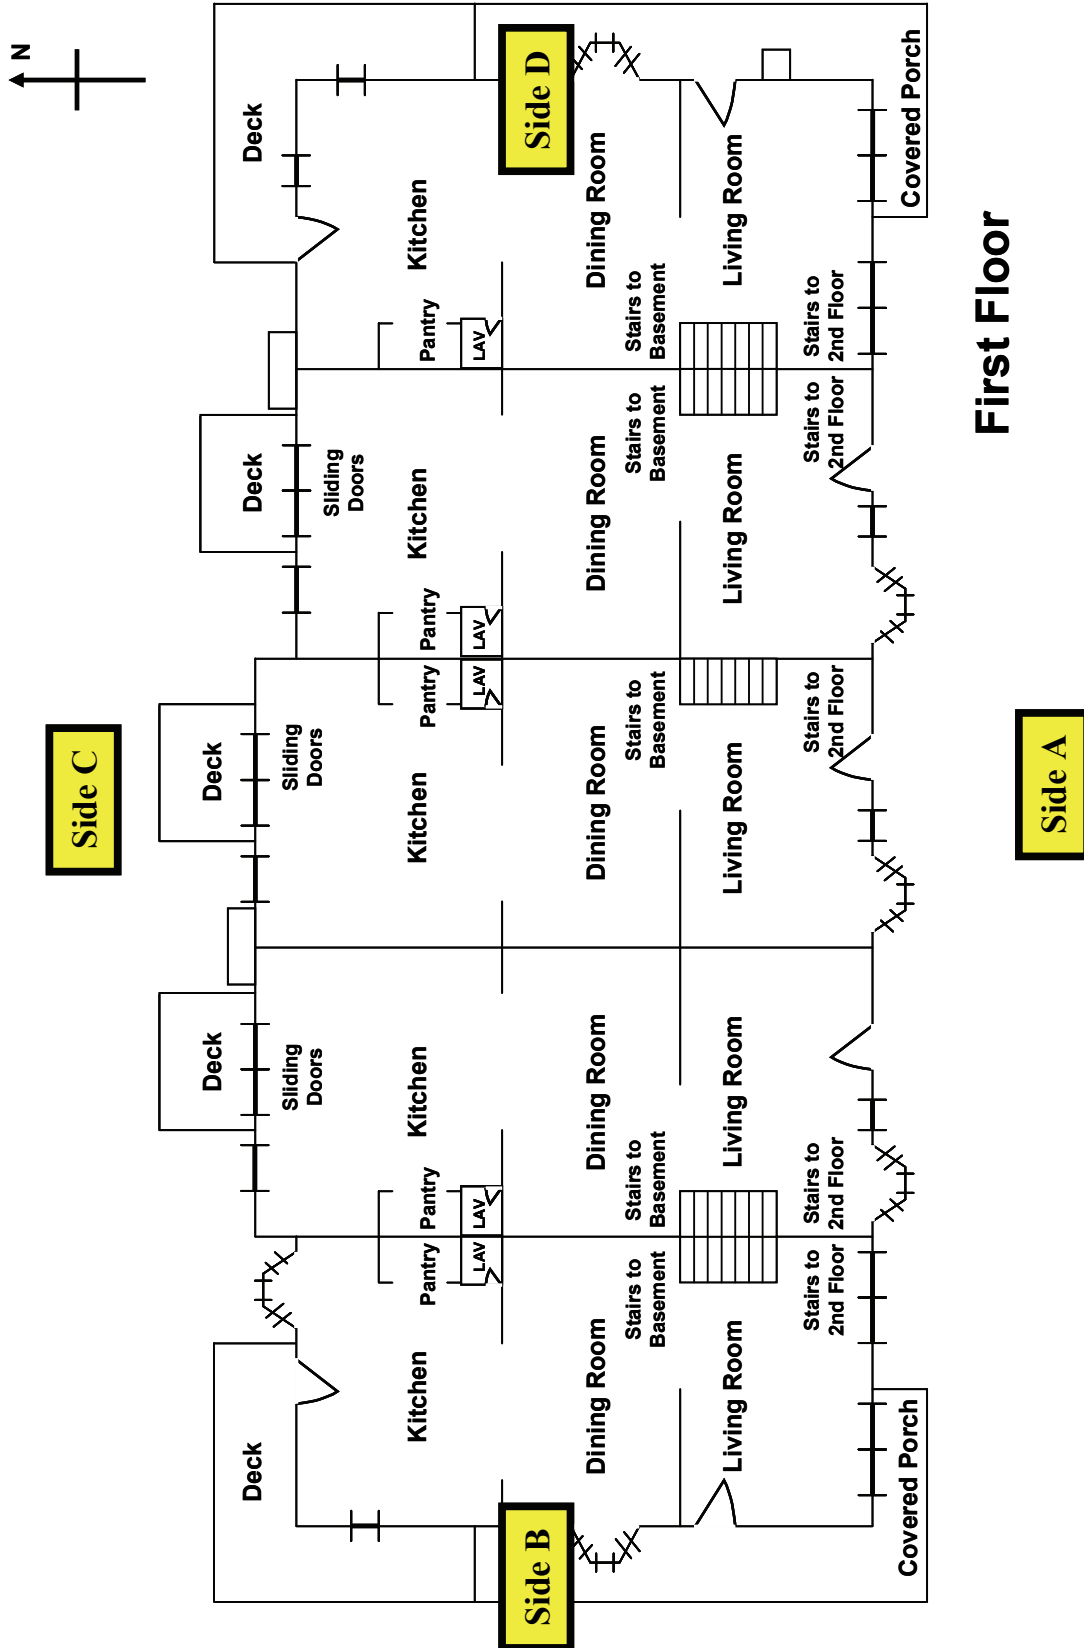 N
Side C
Deck
Deck
Deck
Deck
Deck
Sliding
Doors
Sliding
Doors
Sliding
Doors
Kitchen
Kitchen
Kitchen
Kitchen
Kitchen
Pantry
Pantry
Pantry
Pantry
Pantry
LAV
LAV
LAV
LAV
LAV
Side B
Side D
Dining Room
Dining Room
Dining Room
Dining Room
Dining Room
Stairs to
Basement
Stairs to
Basement
Stairs to
Basement
Stairs to
Basement
Stairs to
Basement
Living Room
Living Room
Living Room
Living Room
Living Room
Stairs to
2nd Floor
Stairs to
2nd Floor
Stairs to
2nd Floor
Stairs to
2nd Floor
Stairs to
2nd Floor
Covered Porch
Covered Porch
First Floor
Side A